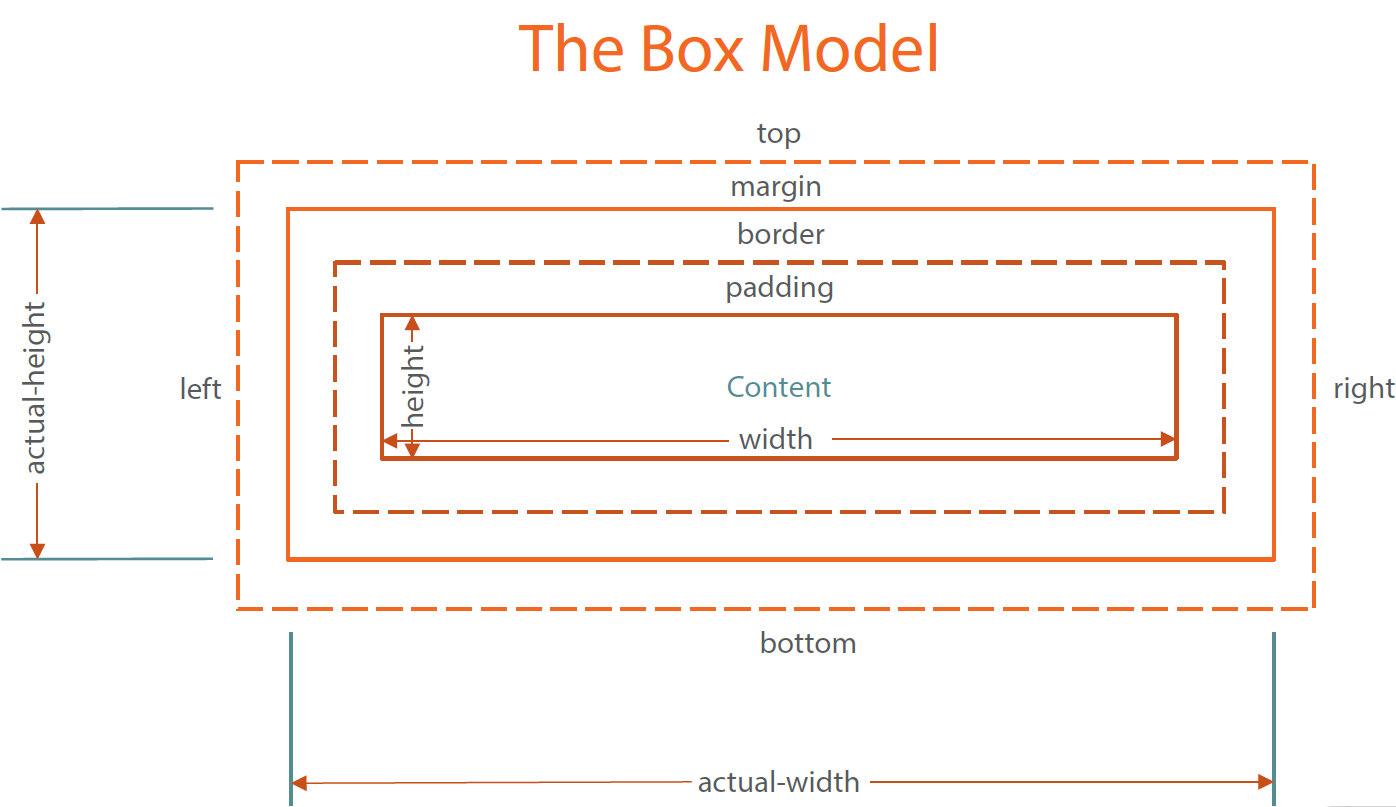 The Box Model
top
margin
border
padding
actual-height
left
height
Content
right
width
bottom
actual-width